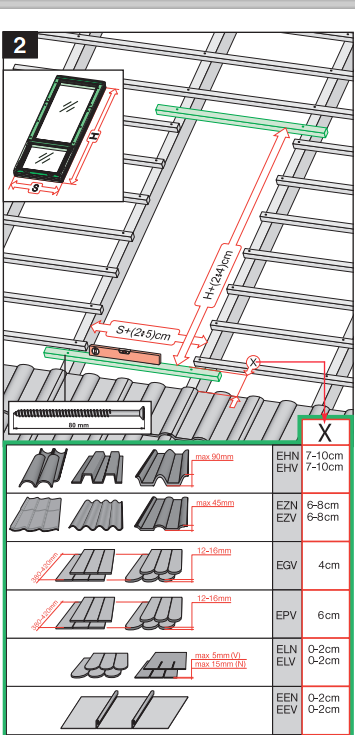 2
H
S
H+(2÷4)cm
S+(2÷5)cm
X
80 mm
X
max 90mm
EHN 7-10cm
EHV 7-10cm
max 45mm
EZN 6-8cm
EZV 6-8cm
380-420mm
12-16mm
EGV 4cm
380-420mm
12-16mm
EPV 6cm
max 5mm (V)
max 15mm (N)
ELN 0-2cm
ELV 0-2cm
EEN 0-2cm
EEV 0-2cm